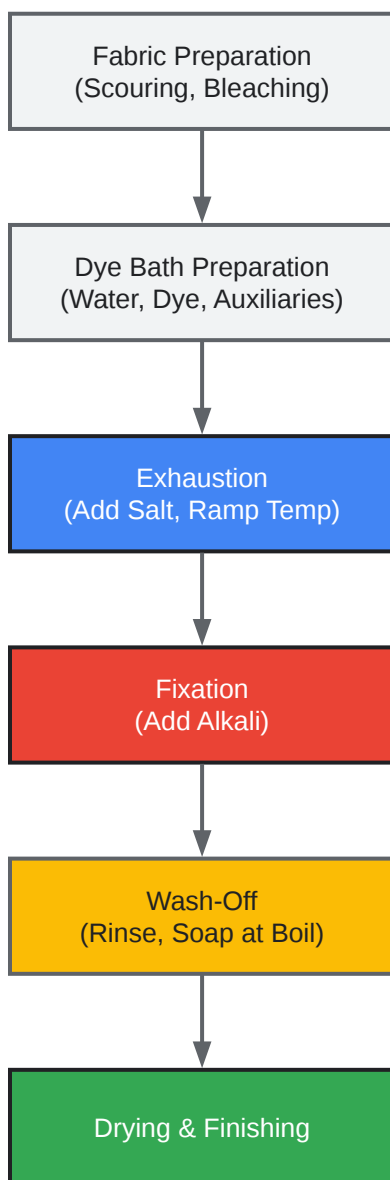 Fabric Preparation
(Scouring, Bleaching)
Dye Bath Preparation
(Water, Dye, Auxiliaries)
Exhaustion
(Add Salt, Ramp Temp)
Fixation
(Add Alkali)
Wash-Off
(Rinse, Soap at Boil)
Drying & Finishing